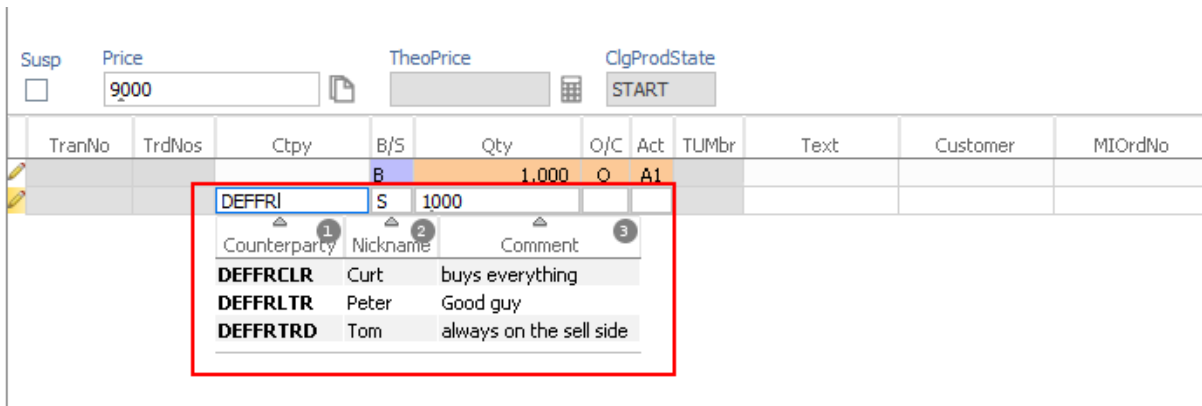 Susp Price TheoPrice ClgProdState
9000 START
TranNo TrdNos Ctpy B/S Qty O/C Act TUMbr Text Customer MIOrdNo
B 1,000 O A1
DEFFR S 1000
1 2 3
Counterparty Nickname Comment
DEFFRCLR Curt buys everything
DEFFRLTR Peter Good guy
DEFFRTRD Tom always on the sell side